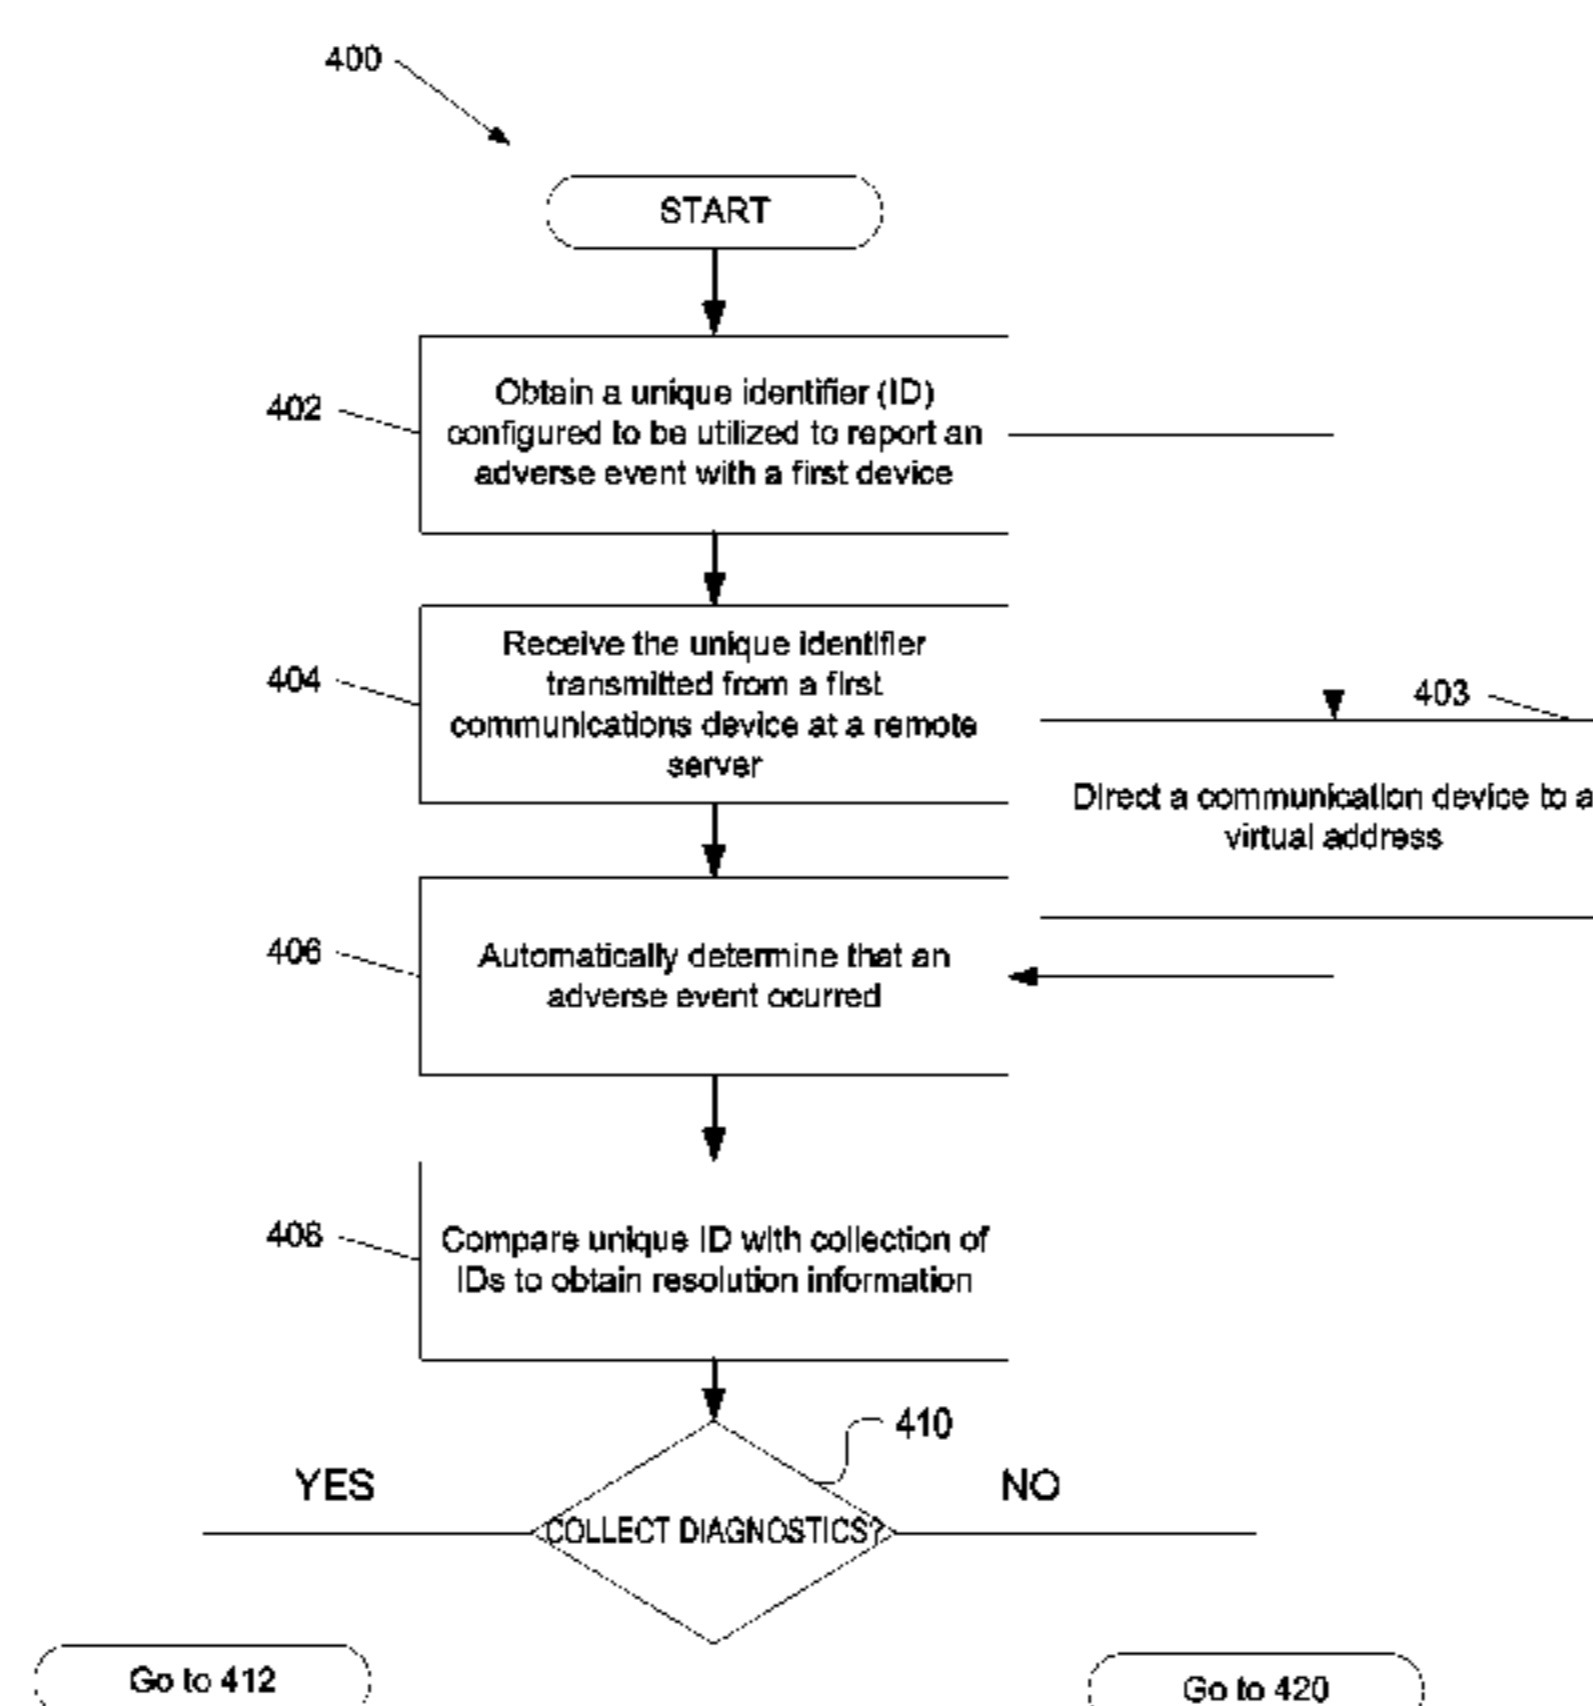 400
START
402
Obtain a unique identifier (ID)
configured to be utilized to report an
adverse event with a first device
404
Receive the unique identifier
transmitted from a first
communications device at a remote
server
403
Direct a communication device to a
virtual address
406
Automatically determine that an
adverse event ocurred
408
Compare unique ID with collection of
IDs to obtain resolution information
410
YES
NO
COLLECT DIAGNOSTICS?
Go to 412
Go to 420